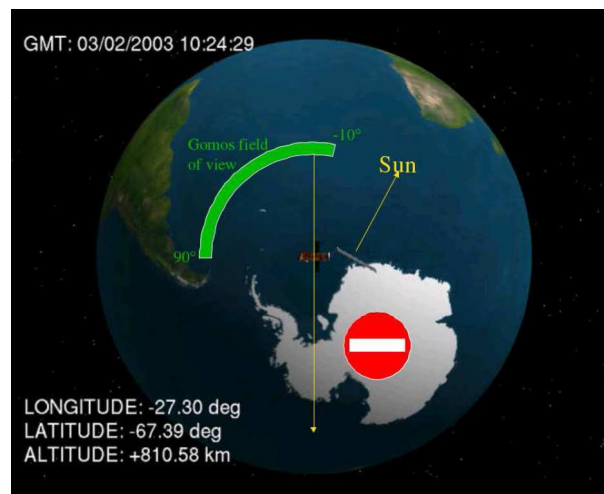 GMT: 03/02/2003 10:24:29
-10°
Gomos field
of view
Sun
90°
LONGITUDE: -27.30 deg
LATITUDE: -67.39 deg
ALTITUDE: +810.58 km